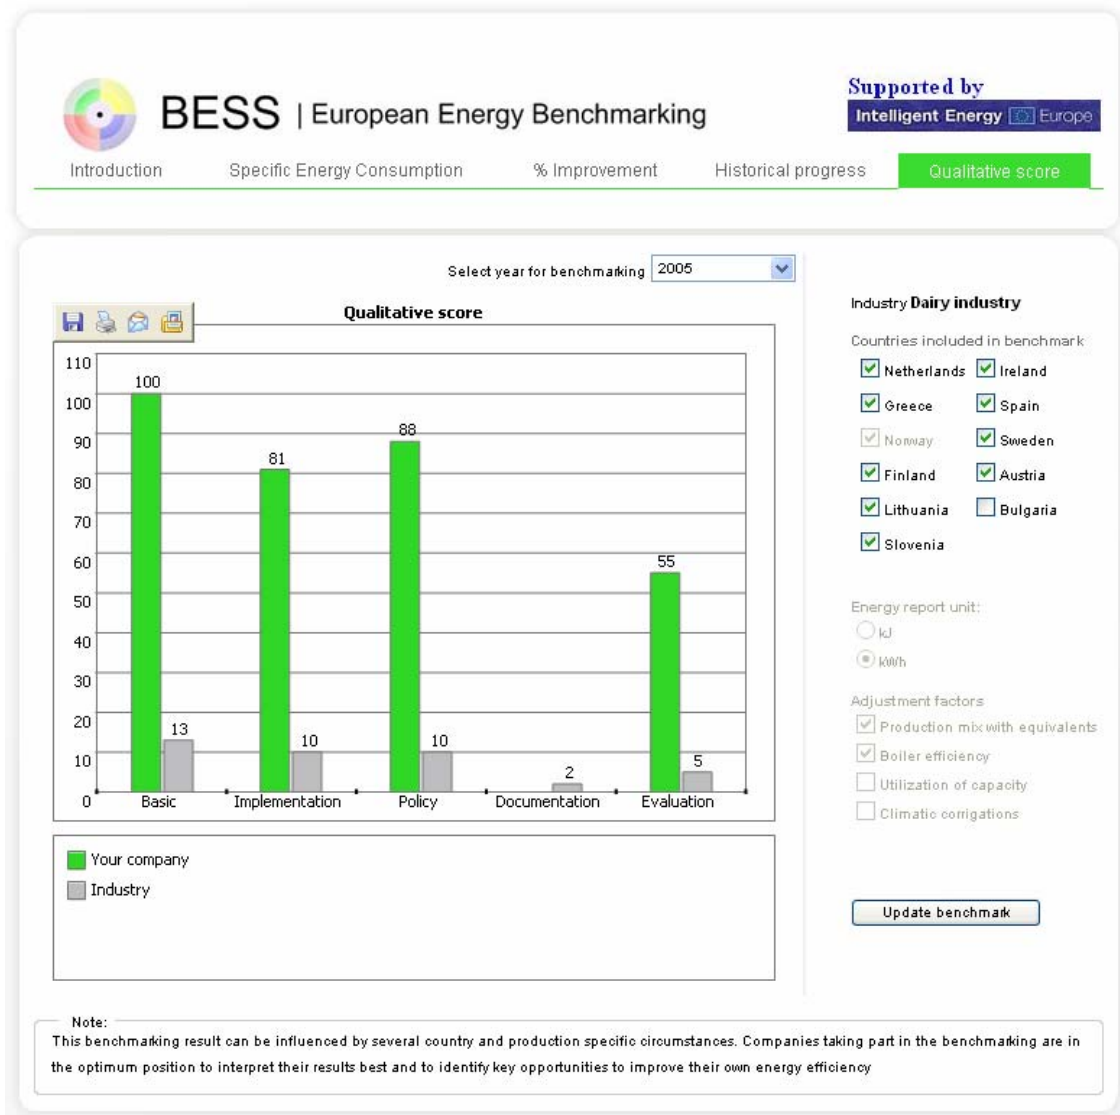 BESS | European Energy Benchmarking
Supported by
Intelligent Energy Europe
Introduction Specific Energy Consumption % Improvement Historical progress Qualitative score
Select year for benchmarking 2005
Qualitative score
110
100
90
80
70
60
50
40
30
20
10
0
100
13
81
10
88
10
2
55
5
Basic Implementation Policy Documentation Evaluation
Your company
Industry
Industry Dairy industry
Countries included in benchmark
Netherlands Ireland
Greece Spain
Norway Sweden
Finland Austria
Lithuania Bulgaria
Slovenia
Energy report unit:
kJ
kWh
Adjustment factors
Production mix with equivalents
Boiler efficiency
Utilization of capacity
Climatic corrigations
Update benchmark
Note:
This benchmarking result can be influenced by several country and production specific circumstances. Companies taking part in the benchmarking are in
the optimum position to interpret their results best and to identify key opportunities to improve their own energy efficiency